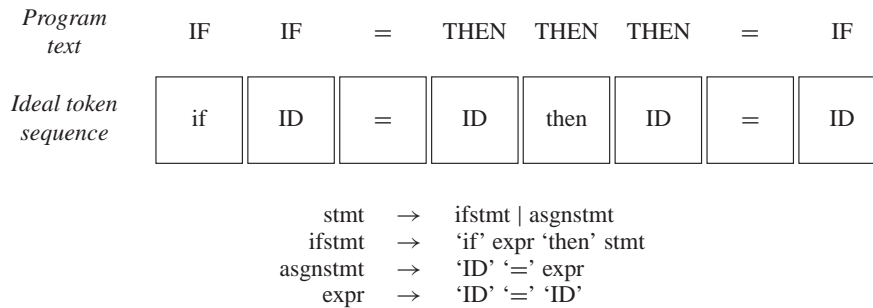 Program text IF IF = THEN THEN THEN = IF
Ideal token sequence if ID = ID then ID = ID
stmt → ifstmt | asgnstmt
ifstmt → ‘if’ expr ‘then’ stmt
asgnstmt → ‘ID’ ‘=’ expr
expr → ‘ID’ ‘=’ ‘ID’